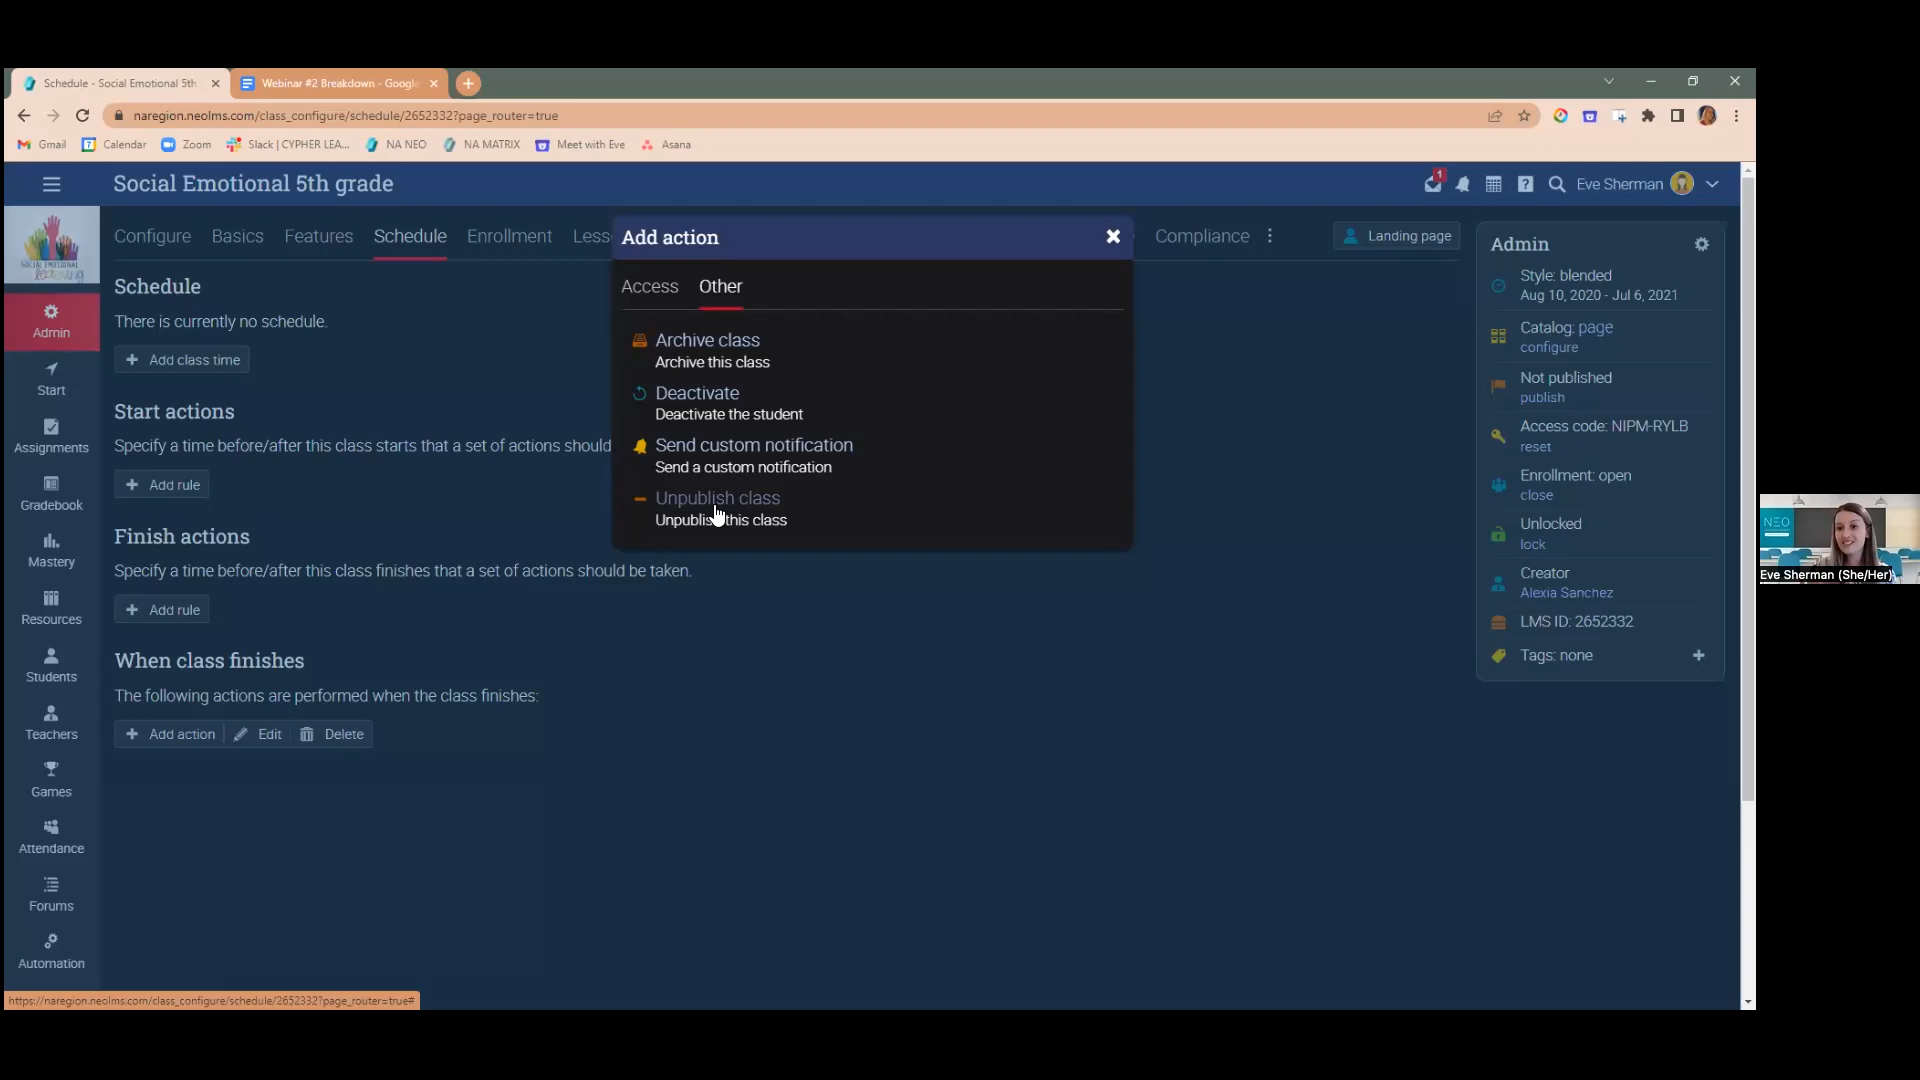 Schedule - Social Emotional 5th
Webinar #2 Breakdown - Google
naregion.neolms.com/class_configure/schedule/2652332?page_router=true
Gmail
Calendar
Zoom
Slack | CYPHER LEA...
NA NEO
NA MATRIX
Meet with Eve
Asana
Social Emotional 5th grade
1
Eve Sherman
Configure
Basics
Features
Schedule
Enrollment
Less
Compliance
Landing page
Admin
Start
Assignments
Gradebook
Mastery
Resources
Students
Teachers
Games
Attendance
Forums
Automation
Schedule
There is currently no schedule.
Add class time
Start actions
Specify a time before/after this class starts that a set of actions should
Add rule
Finish actions
Specify a time before/after this class finishes that a set of actions should be taken.
Add rule
When class finishes
The following actions are performed when the class finishes:
Add action
Edit
Delete
Add action
Access
Other
Archive class
Archive this class
Deactivate
Deactivate the student
Send custom notification
Send a custom notification
Unpublish class
Unpublish this class
Admin
Style: blended
Aug 10, 2020 - Jul 6, 2021
Catalog: page
configure
Not published
publish
Access code: NIPM-RYLB
reset
Enrollment: open
close
Unlocked
lock
Creator
Alexia Sanchez
LMS ID: 2652332
Tags: none
NEO
Eve Sherman (She/Her)
https://naregion.neolms.com/class_configure/schedule/2652332?page_router=true#